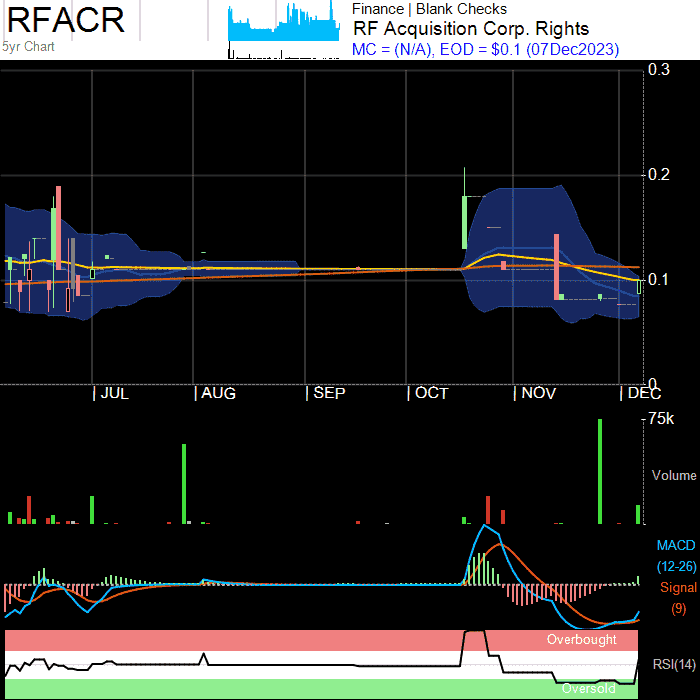 RFACR
5yr Chart
Finance | Blank Checks
RF Acquisition Corp. Rights
MC = (N/A), EOD = $0.1 (07Dec2023)
0.3
0.2
0.1
0
| JUL | AUG | SEP | OCT | NOV | DEC
75k
Volume
MACD
(12-26)
Signal
(9)
Overbought
RSI(14)
Oversold